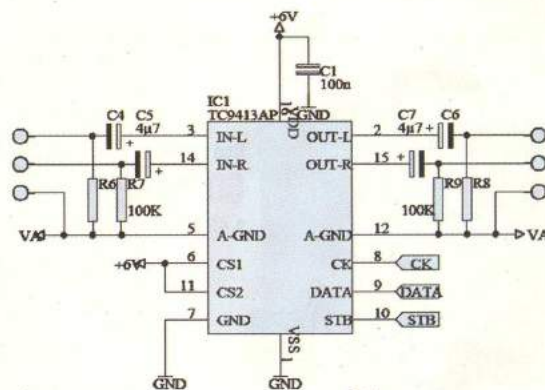 +6V
C1
100n
GND
IC1
TC9413AP
16
VDD
C4 C5
4µ7
+
+
3 IN-L
14 IN-R
R6 R7
100K
VA
5 A-GND
+6V
6 CS1
11 CS2
7 GND
GND
VSS
1
GND
C7 C6
4µ7
+
+
OUT-L 2
OUT-R 15
R9 R8
100K
A-GND 12
VA
CK 8 CK
DATA 9 DATA
STB 10 STB